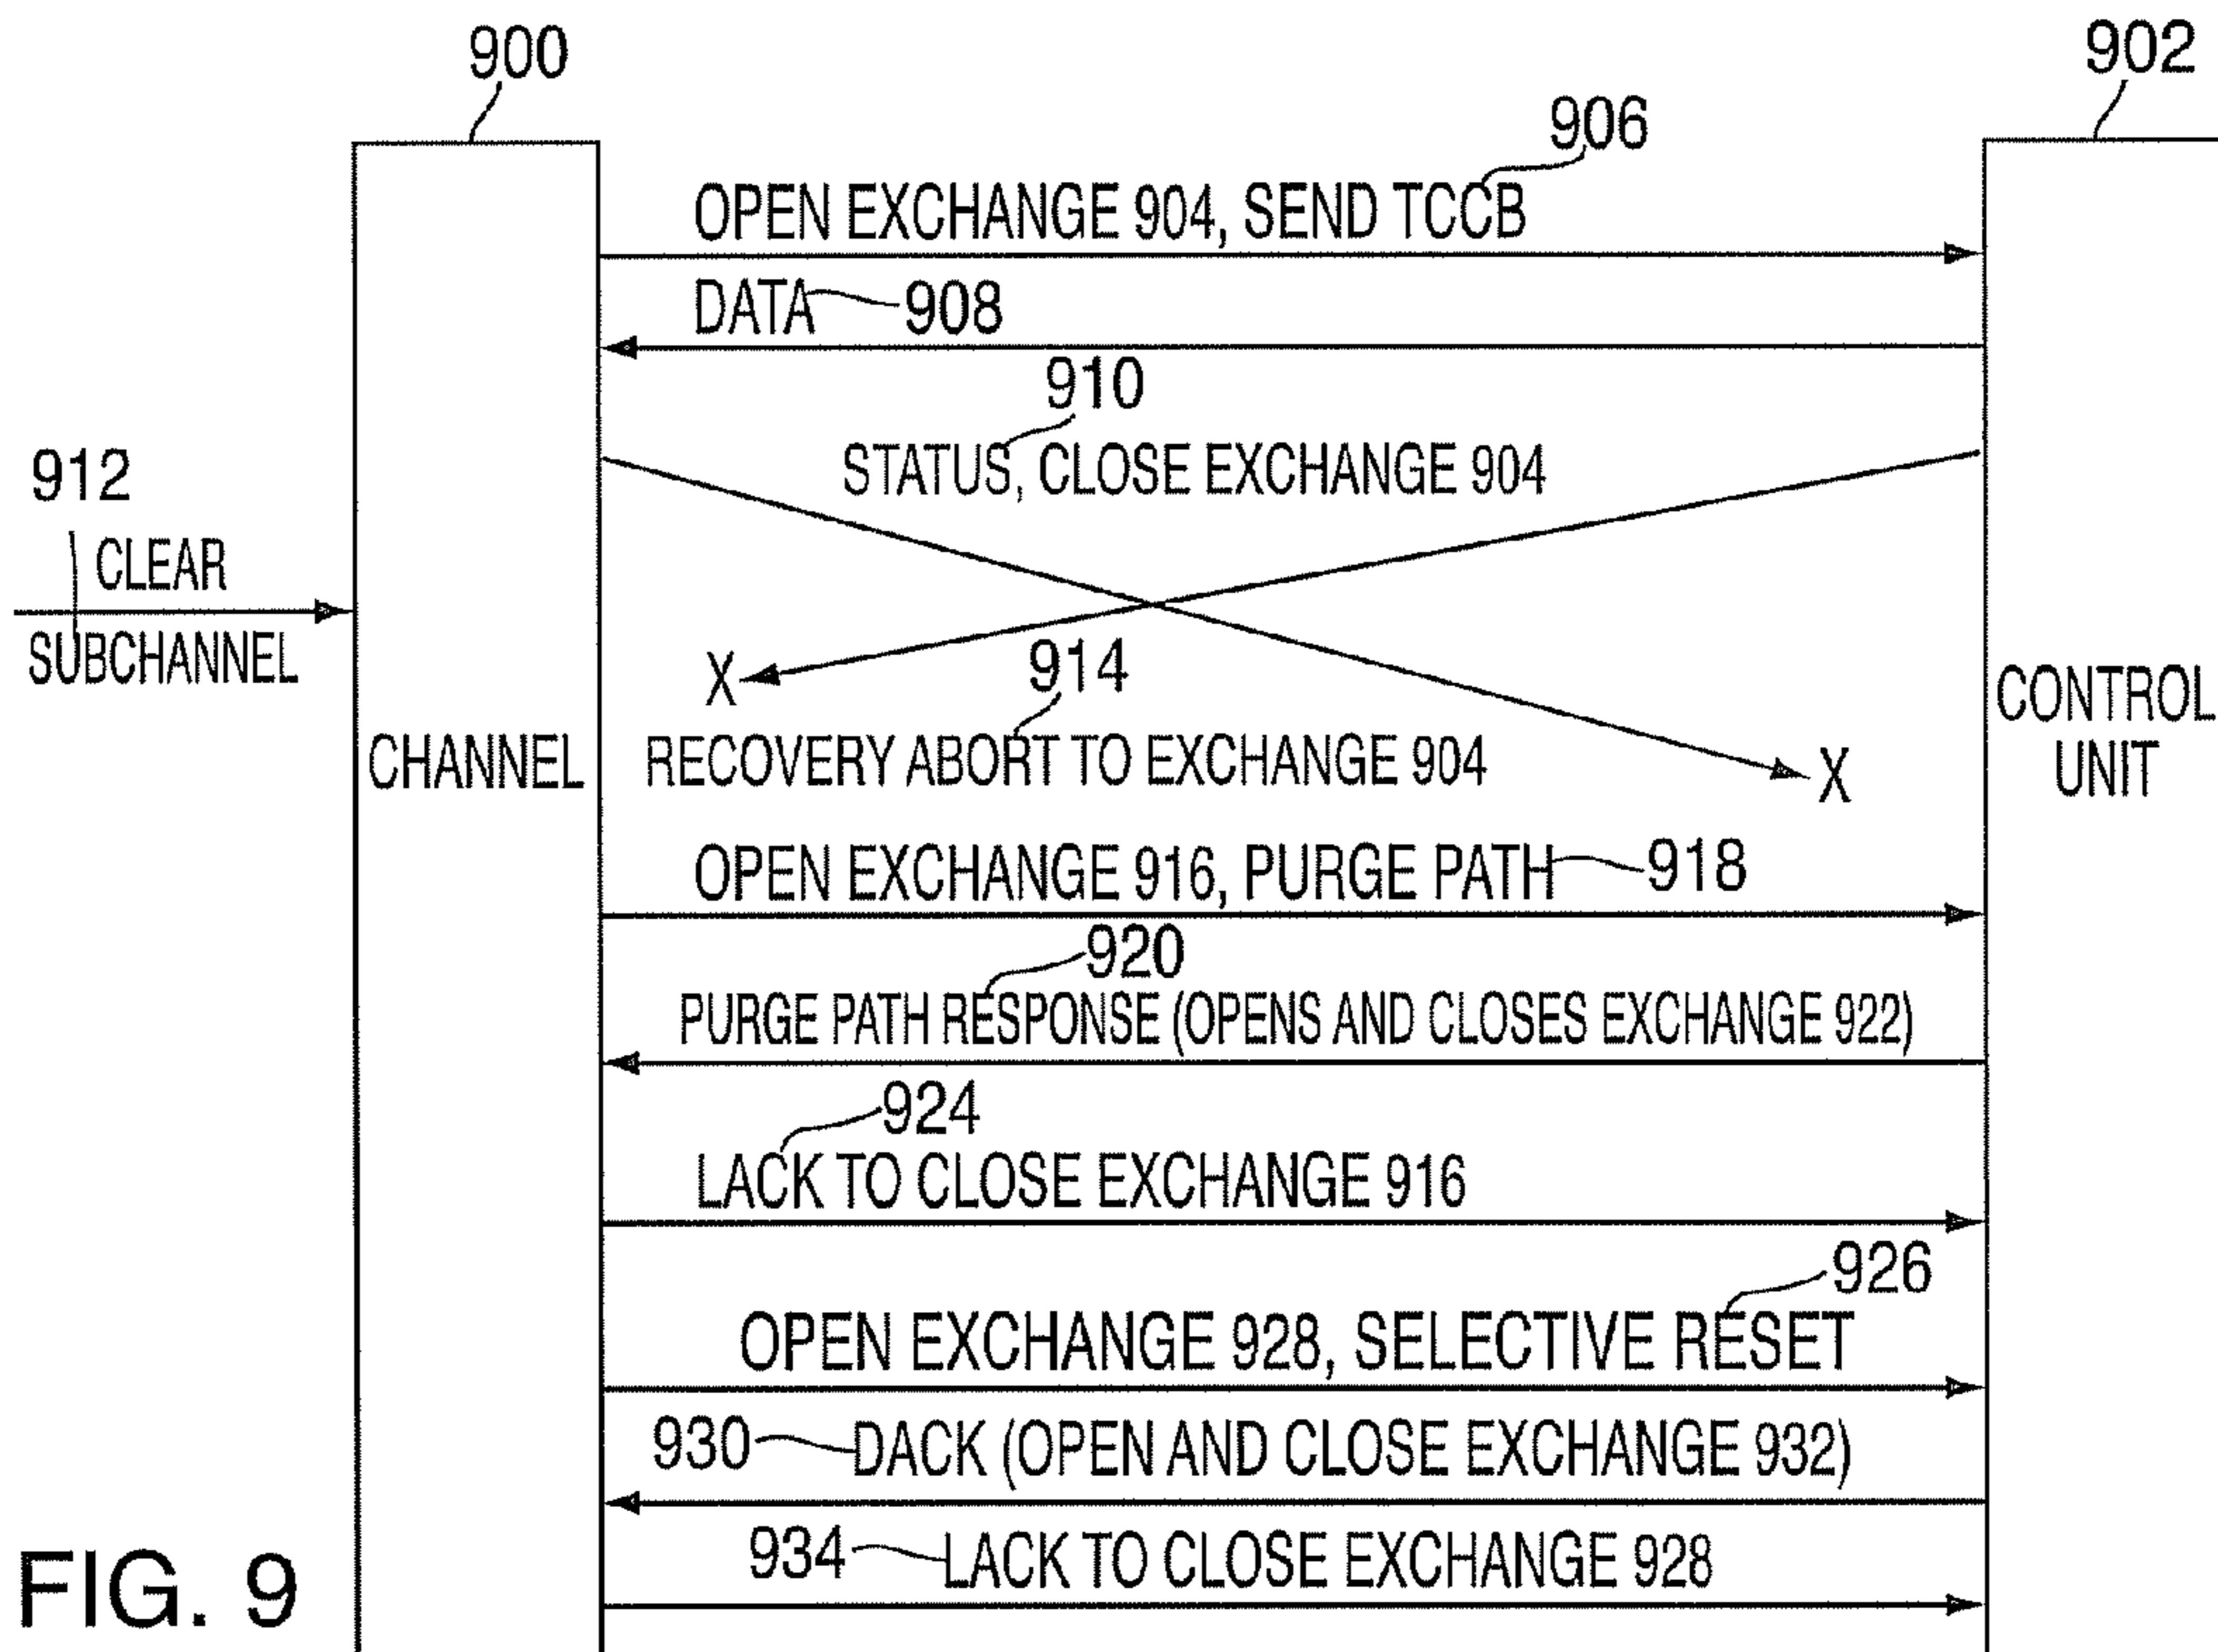 900
902
906
OPEN EXCHANGE 904, SEND TCCB
DATA 908
910
STATUS, CLOSE EXCHANGE 904
912
CLEAR
SUBCHANNEL
X
914
RECOVERY ABORT TO EXCHANGE 904
X
CHANNEL
CONTROL
UNIT
OPEN EXCHANGE 916, PURGE PATH 918
920
PURGE PATH RESPONSE (OPENS AND CLOSES EXCHANGE 922)
924
LACK TO CLOSE EXCHANGE 916
926
OPEN EXCHANGE 928, SELECTIVE RESET
930 DACK (OPEN AND CLOSE EXCHANGE 932)
934 LACK TO CLOSE EXCHANGE 928
FIG. 9